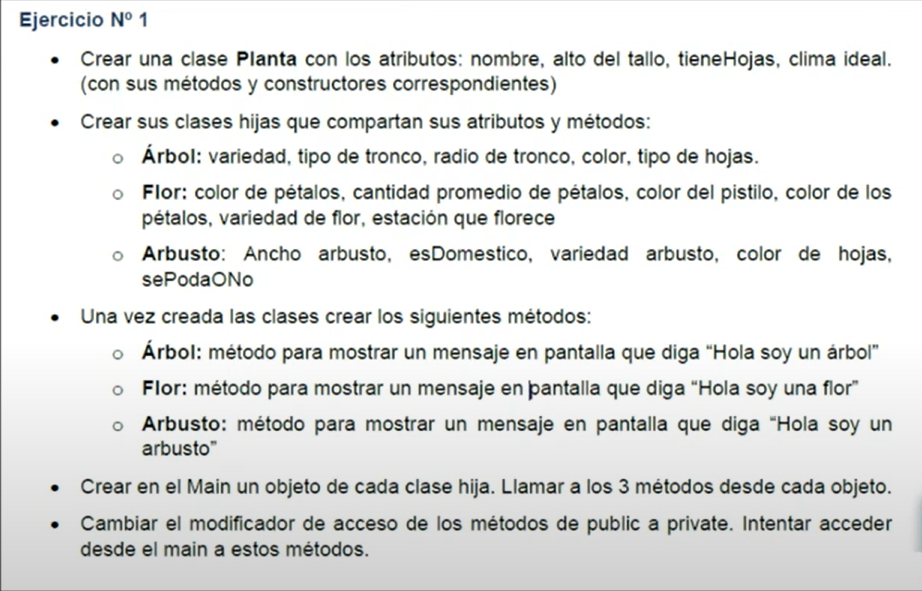 Ejercicio Nº 1
• Crear una clase Planta con los atributos: nombre, alto del tallo, tieneHojas, clima ideal.
(con sus métodos y constructores correspondientes)
• Crear sus clases hijas que compartan sus atributos y métodos:
o Árbol: variedad, tipo de tronco, radio de tronco, color, tipo de hojas.
o Flor: color de pétalos, cantidad promedio de pétalos, color del pistilo, color de los
pétalos, variedad de flor, estación que florece
o Arbusto: Ancho arbusto, esDomestico, variedad arbusto, color de hojas,
sePodaONo
• Una vez creada las clases crear los siguientes métodos:
o Árbol: método para mostrar un mensaje en pantalla que diga “Hola soy un árbol”
o Flor: método para mostrar un mensaje en pantalla que diga “Hola soy una flor”
o Arbusto: método para mostrar un mensaje en pantalla que diga “Hola soy un
arbusto”
• Crear en el Main un objeto de cada clase hija. Llamar a los 3 métodos desde cada objeto.
• Cambiar el modificador de acceso de los métodos de public a private. Intentar acceder
desde el main a estos métodos.